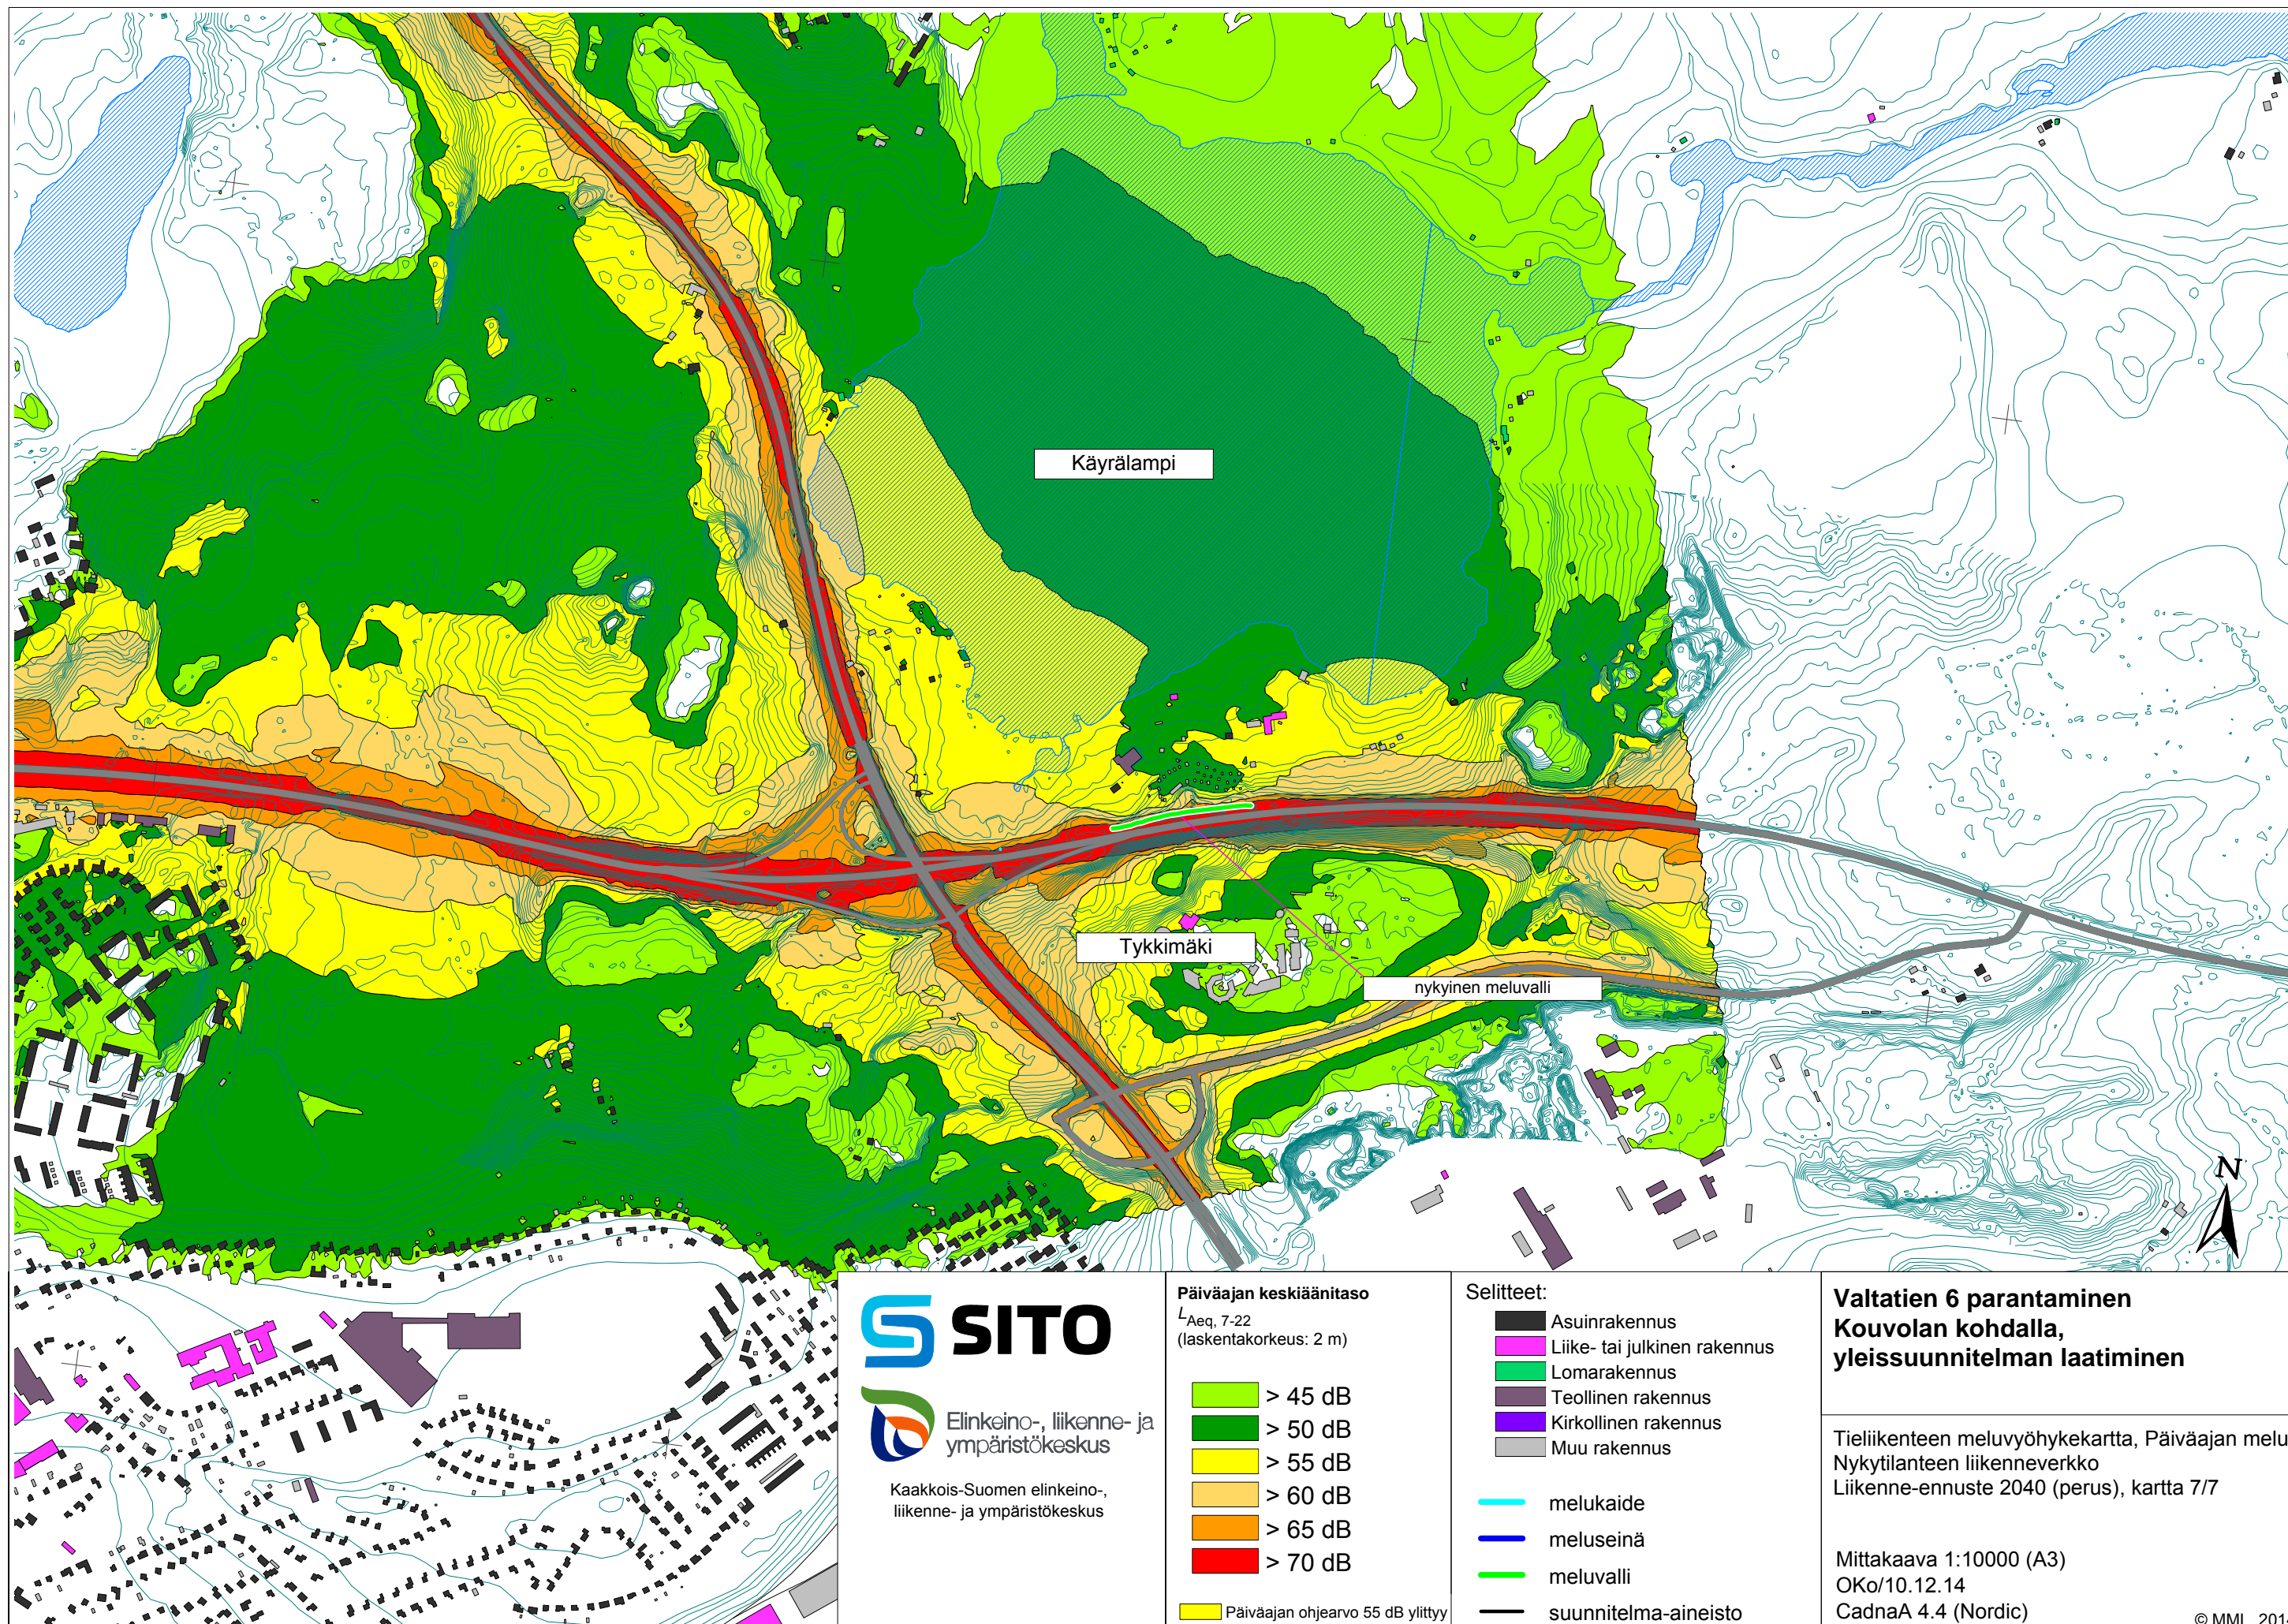 Käyrälampi
Tykkimäki
nykyinen meluvalli
N
SITO
Elinkeino-, liikenne- ja
ympäristökeskus
Kaakkois-Suomen elinkeino-,
liikenne- ja ympäristökeskus
Päiväajan keskiäänitaso
LAeq, 7-22
(laskentakorkeus: 2 m)
> 45 dB
> 50 dB
> 55 dB
> 60 dB
> 65 dB
> 70 dB
Päiväajan ohjearvo 55 dB ylittyy
Selitteet:
Asuinrakennus
Liike- tai julkinen rakennus
Lomarakennus
Teollinen rakennus
Kirkollinen rakennus
Muu rakennus
melukaide
meluseinä
meluvalli
suunnitelma-aineisto
Valtatien 6 parantaminen
Kouvolan kohdalla,
yleissuunnitelman laatiminen
Tieliikenteen meluvyöhykekartta, Päiväajan melu
Nykytilanteen liikenneverkko
Liikenne-ennuste 2040 (perus), kartta 7/7
Mittakaava 1:10000 (A3)
OKo/10.12.14
CadnaA 4.4 (Nordic)
© MML, 2014